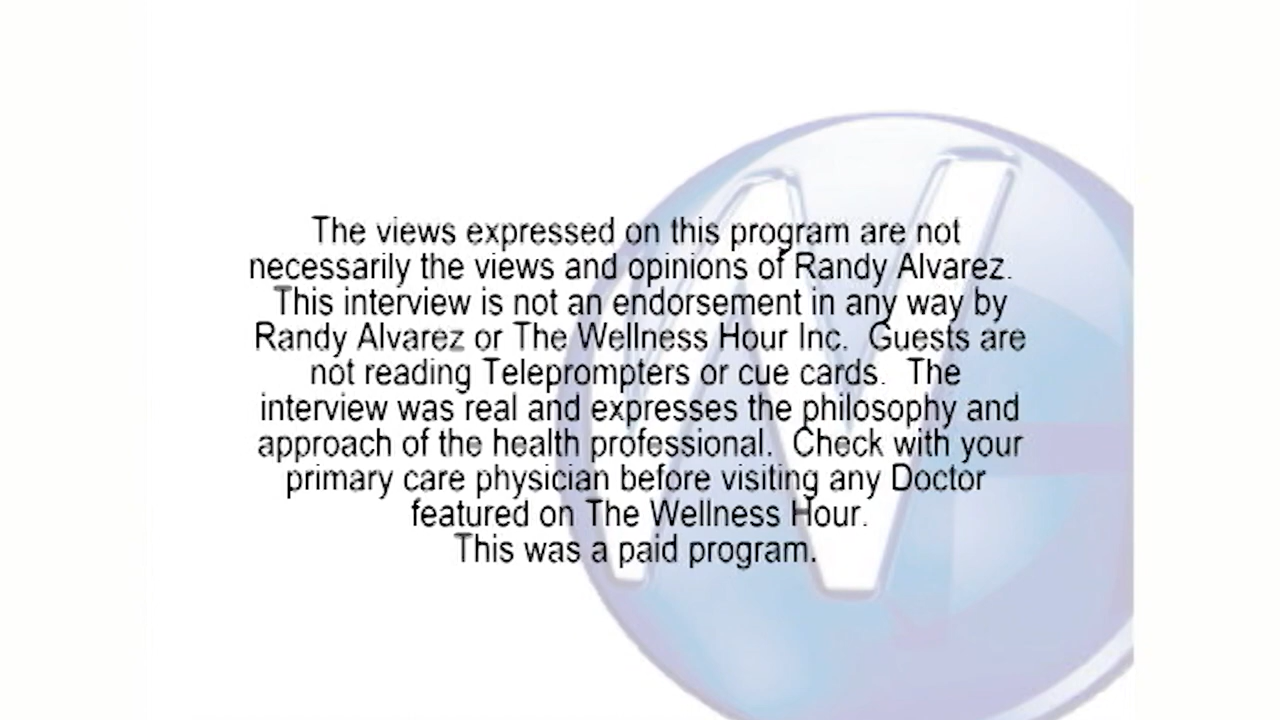 The views expressed on this program are not
necessarily the views and opinions of Randy Alvarez.
This interview is not an endorsement in any way by
Randy Alvarez or The Wellness Hour Inc.  Guests are
not reading Teleprompters or cue cards.  The
interview was real and expresses the philosophy and
approach of the health professional.  Check with your
primary care physician before visiting any Doctor
featured on The Wellness Hour.
This was a paid program.